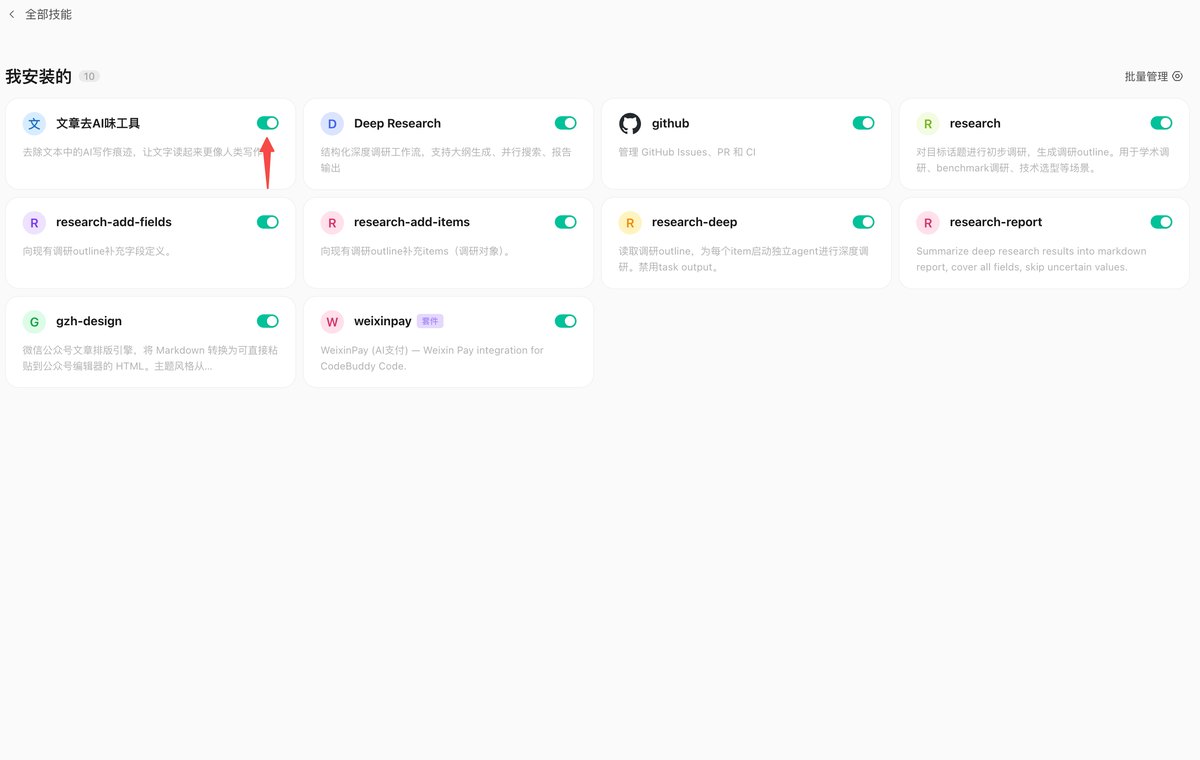 全部技能
我安装的 10
批量管理
文 文章去AI味工具
去除文本中的AI写作痕迹，让文字读起来更像人类写作
D Deep Research
结构化深度调研工作流，支持大纲生成、并行搜索、报告
输出
github
管理 GitHub Issues、PR 和 CI
R research
对目标话题进行初步调研，生成调研outline。用于学术调
研、benchmark调研、技术选型等场景。
R research-add-fields
向现有调研outline补充字段定义。
R research-add-items
向现有调研outline补充items（调研对象）。
R research-deep
读取调研outline，为每个item启动独立agent进行深度调
研。禁用task output。
R research-report
Summarize deep research results into markdown
report, cover all fields, skip uncertain values.
G gzh-design
微信公众号文章排版引擎，将 Markdown 转换为可直接粘
贴到公众号编辑器的 HTML。主题风格从...
W weixinpay 套件
WeixinPay (AI支付) — Weixin Pay integration for
CodeBuddy Code.